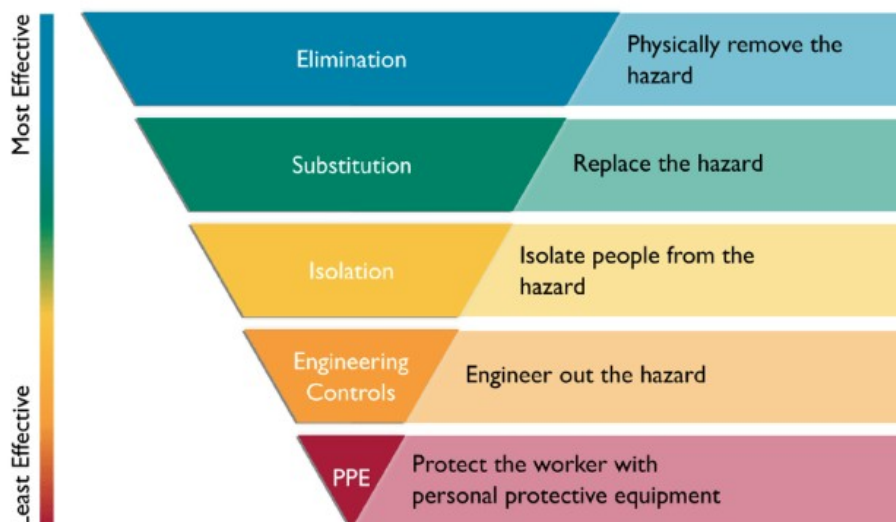 Most Effective
Least Effective
Elimination
Physically remove the
hazard
Substitution
Replace the hazard
Isolation
Isolate people from the
hazard
Engineering
Controls
Engineer out the hazard
PPE
Protect the worker with
personal protective equipment